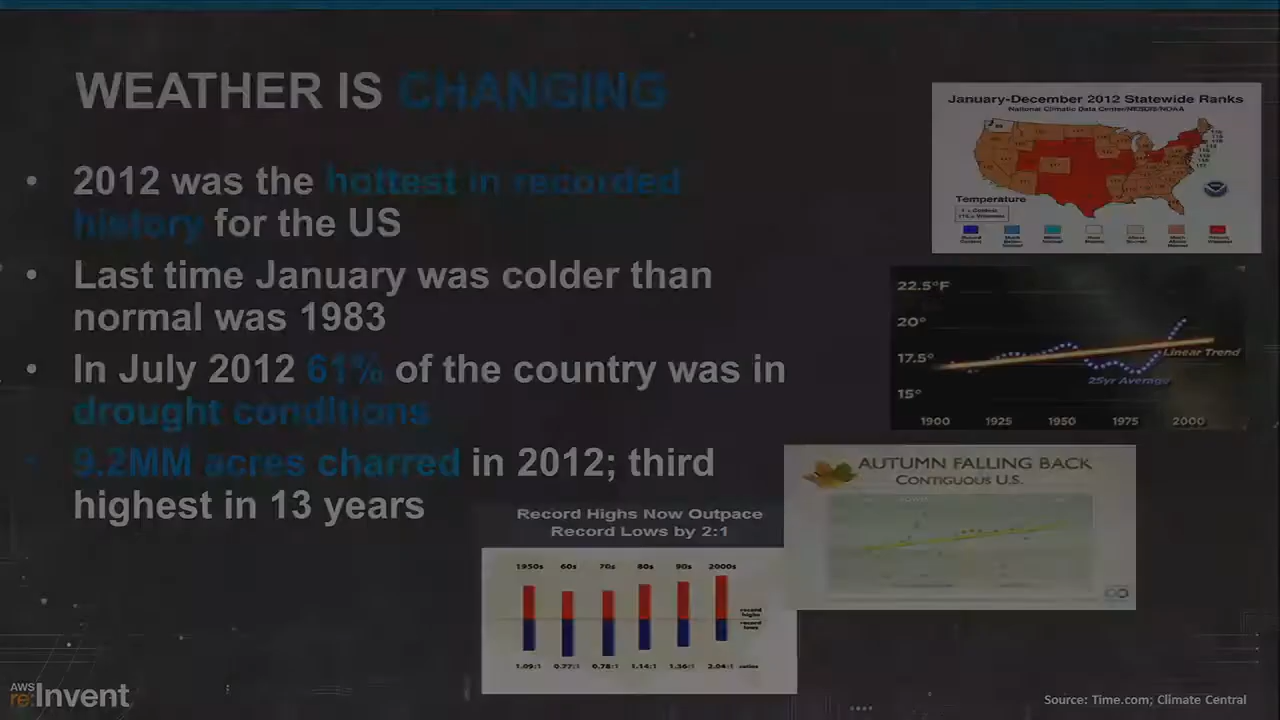 WEATHER IS CHANGING
• 2012 was the hottest in recorded
history for the US
• Last time January was colder than
normal was 1983
• In July 2012 61% of the country was in
drought conditions
• 9.2MM acres charred in 2012; third
highest in 13 years
January-December 2012 Statewide Ranks
National Climatic Data Center/NESDIS/NOAA
Temperature
22.5°F
20°
17.5°
15°
Linear Trend
25yr Average
1900 1925 1950 1975 2000
AUTUMN FALLING BACK
CONTIGUOUS U.S.
Record Highs Now Outpace
Record Lows by 2:1
1950s 60s 70s 80s 90s 2000s
record
highs
record
lows
1.09:1 0.77:1 0.78:1 1.14:1 1.36:1 2.04:1 ratios
AWS
re:Invent
Source: Time.com; Climate Central